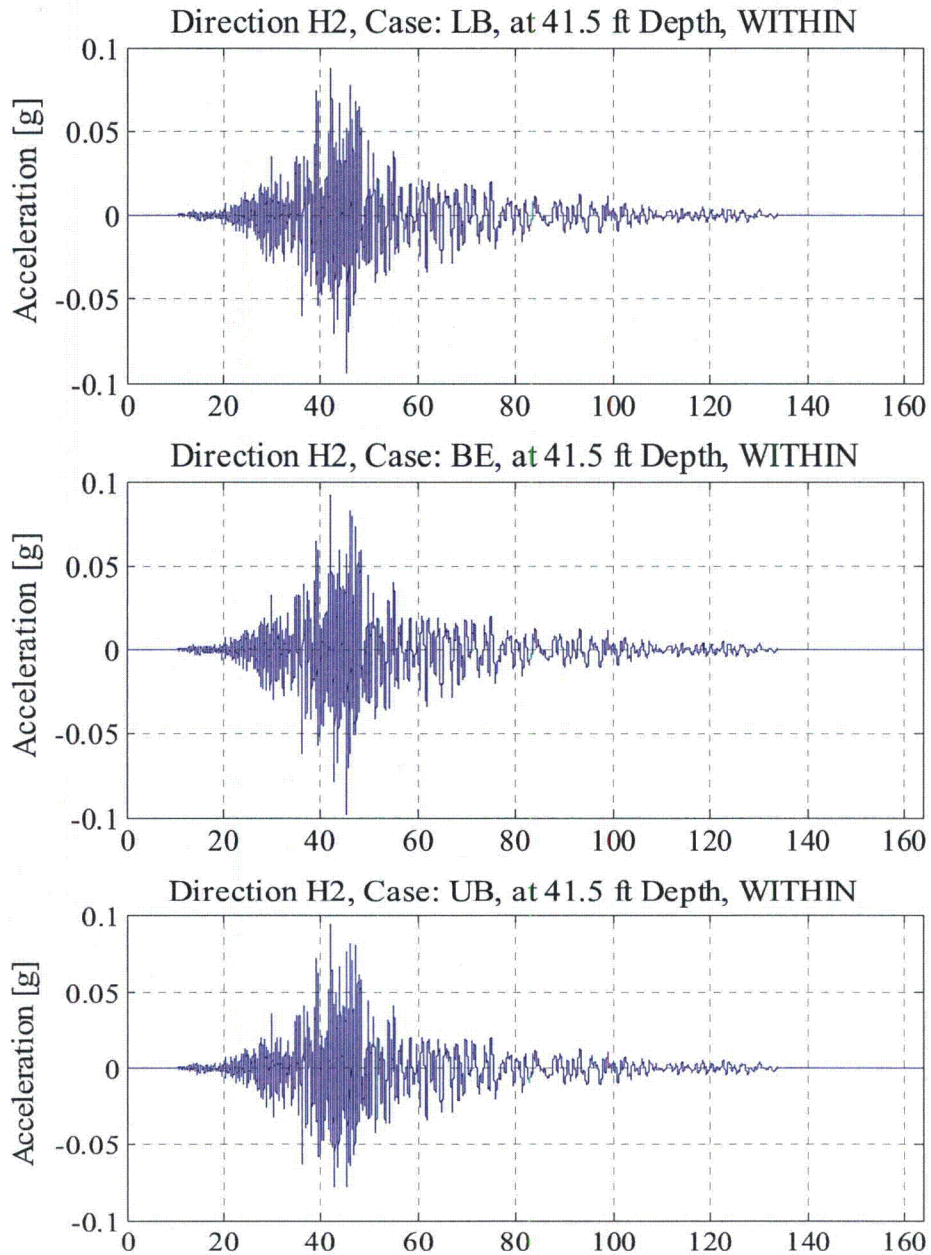 Direction H2, Case: LB, at 41.5 ft Depth, WITHIN
0.1
0.05
0
-0.05
-0.1
Acceleration [g]
0 20 40 60 80 100 120 140 160
Direction H2, Case: BE, at 41.5 ft Depth, WITHIN
0.1
0.05
0
-0.05
-0.1
Acceleration [g]
0 20 40 60 80 100 120 140 160
Direction H2, Case: UB, at 41.5 ft Depth, WITHIN
0.1
0.05
0
-0.05
-0.1
Acceleration [g]
0 20 40 60 80 100 120 140 160